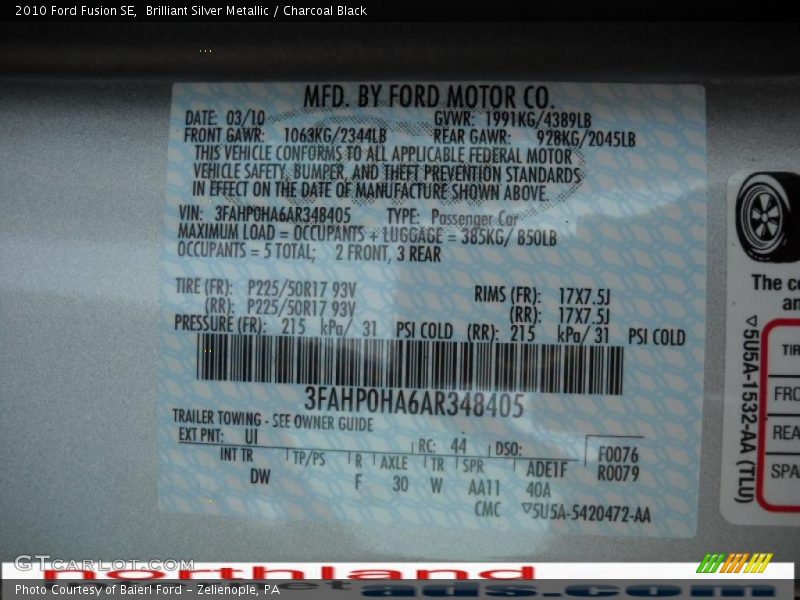 2010 Ford Fusion SE, Brilliant Silver Metallic / Charcoal Black
MFD. BY FORD MOTOR CO.
DATE: 03/10 GVWR: 1991KG/4389LB
FRONT GAWR: 1063KG/2344LB REAR GAWR: 928KG/2045LB
THIS VEHICLE CONFORMS TO ALL APPLICABLE FEDERAL MOTOR
VEHICLE SAFETY, BUMPER, AND THEFT PREVENTION STANDARDS
IN EFFECT ON THE DATE OF MANUFACTURE SHOWN ABOVE.
VIN: 3FAHP0HA6AR348405 TYPE: Passenger Car
MAXIMUM LOAD = OCCUPANTS + LUGGAGE = 385KG/ 850LB
OCCUPANTS = 5 TOTAL; 2 FRONT, 3 REAR
TIRE (FR): P225/50R17 93V RIMS (FR): 17X7.5J
(RR): P225/50R17 93V (RR): 17X7.5J
PRESSURE (FR): 215 kPa/ 31 PSI COLD (RR): 215 kPa/ 31 PSI COLD
3FAHP0HA6AR348405
TRAILER TOWING - SEE OWNER GUIDE
EXT PNT: UI RC: 44 DSO: F0076
INT TR TP/PS R AXLE TR SPR ADE1F R0079
DW F 30 W AA11 40A
CMC ▽5U5A-5420472-AA
The co
an
▽5U5A-1532-AA (TLU)
TIR
FRO
REA
SPA
GTCarLot.com
northland
ads.com
Photo Courtesy of Baierl Ford - Zelienople, PA